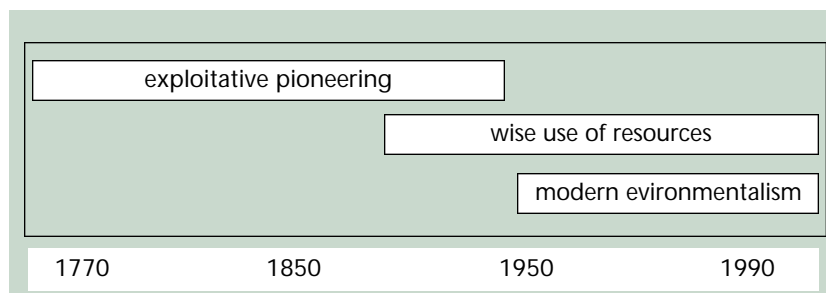 exploitative pioneering
wise use of resources
modern evironmentalism
1770 1850 1950 1990